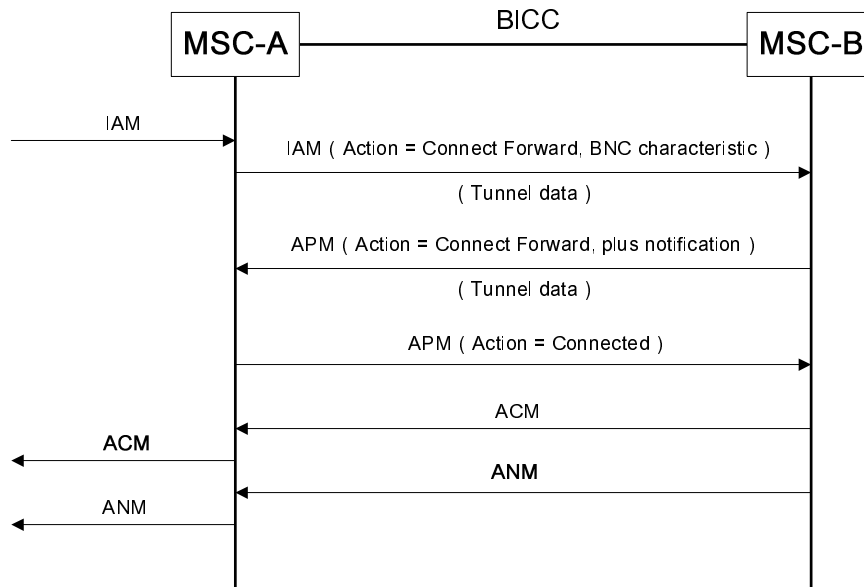 BICC
MSC-A
MSC-B
IAM
IAM ( Action = Connect Forward, BNC characteristic )
( Tunnel data )
APM ( Action = Connect Forward, plus notification )
( Tunnel data )
APM ( Action = Connected )
ACM
ACM
ANM
ANM